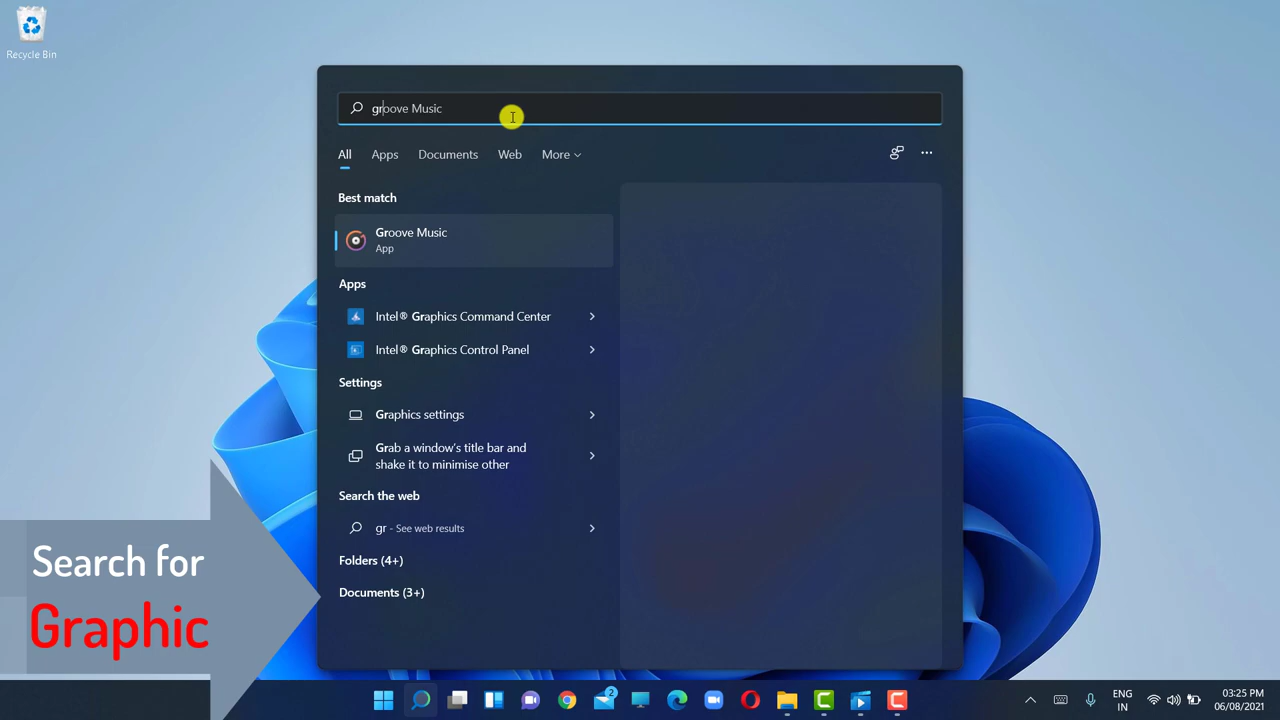 Recycle Bin
groove Music
All
Apps
Documents
Web
More
Best match
Groove Music
App
Apps
Intel® Graphics Command Center
Intel® Graphics Control Panel
Settings
Graphics settings
Grab a window's title bar and
shake it to minimise other
Search the web
gr - See web results
Folders (4+)
Documents (3+)
Search for
Graphic
2
ENG
IN
03:25 PM
06/08/2021